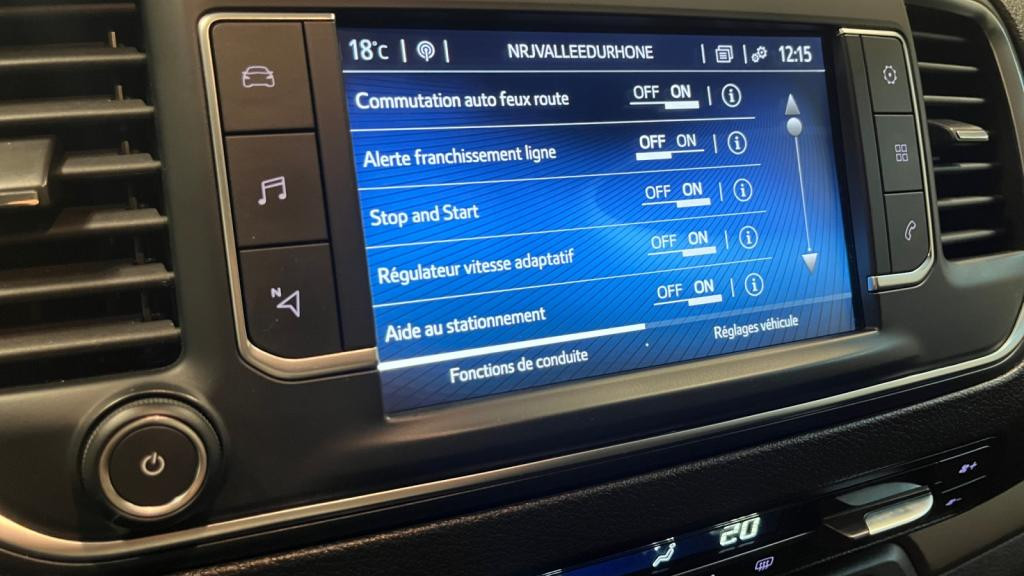 18°C NRJVALLEEDURHONE 12:15
Commutation auto feux route OFF ON
Alerte franchissement ligne OFF ON
Stop and Start OFF ON
Régulateur vitesse adaptatif OFF ON
Aide au stationnement OFF ON
Fonctions de conduite Réglages véhicule
N
20